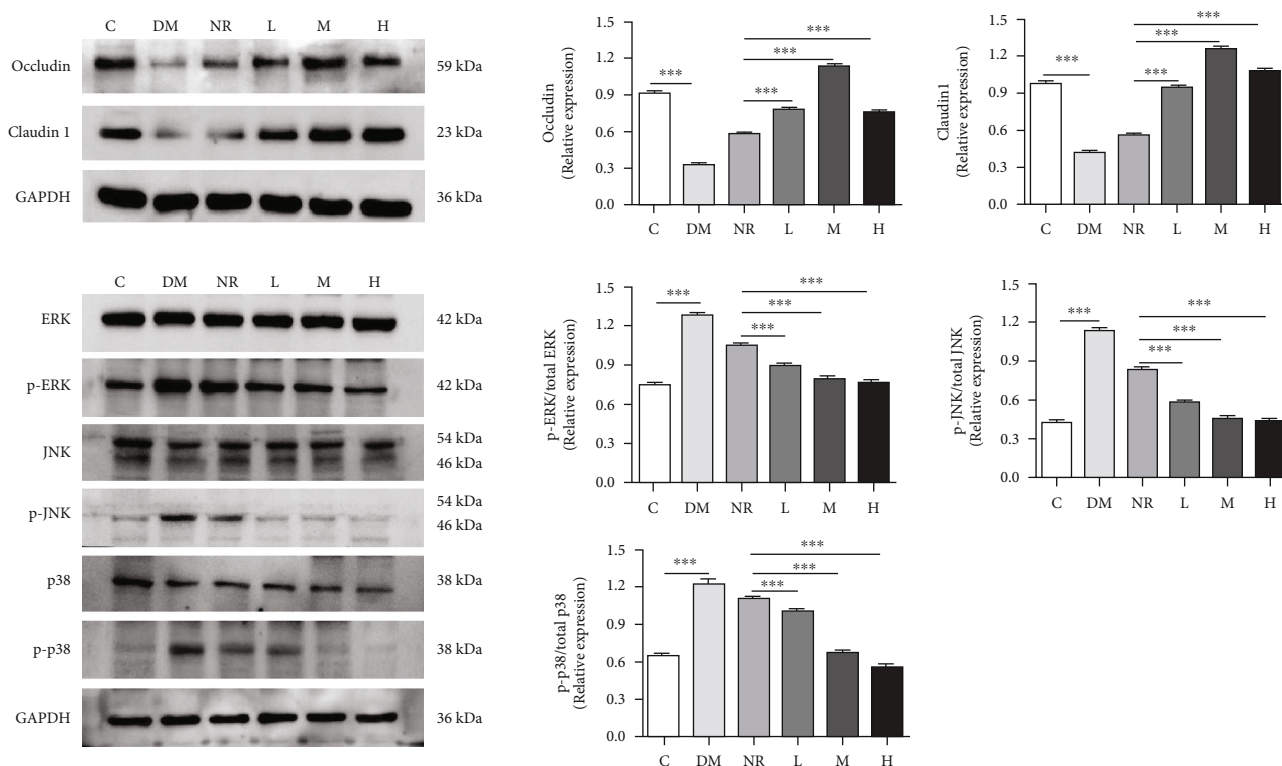 C DM NR L M H
Occludin 59 kDa
Claudin 1 23 kDa
GAPDH 36 kDa
C DM NR L M H
ERK 42 kDa
p-ERK 42 kDa
JNK 54 kDa
46 kDa
p-JNK 54 kDa
46 kDa
p38 38 kDa
p-p38 38 kDa
GAPDH 36 kDa
Occludin
(Relative expression)
1.5
1.2
0.9
0.6
0.3
0.0
***
***
***
***
C DM NR L M H
Claudin1
(Relative expression)
1.5
1.2
0.9
0.6
0.3
0.0
***
***
***
***
C DM NR L M H
p-ERK/total ERK
(Relative expression)
1.5
1.2
0.9
0.6
0.3
0.0
***
***
***
***
C DM NR L M H
p-JNK/total JNK
(Relative expression)
1.5
1.2
0.9
0.6
0.3
0.0
***
***
***
***
C DM NR L M H
p-p38/total p38
(Relative expression)
1.5
1.2
0.9
0.6
0.3
0.0
***
***
***
***
C DM NR L M H